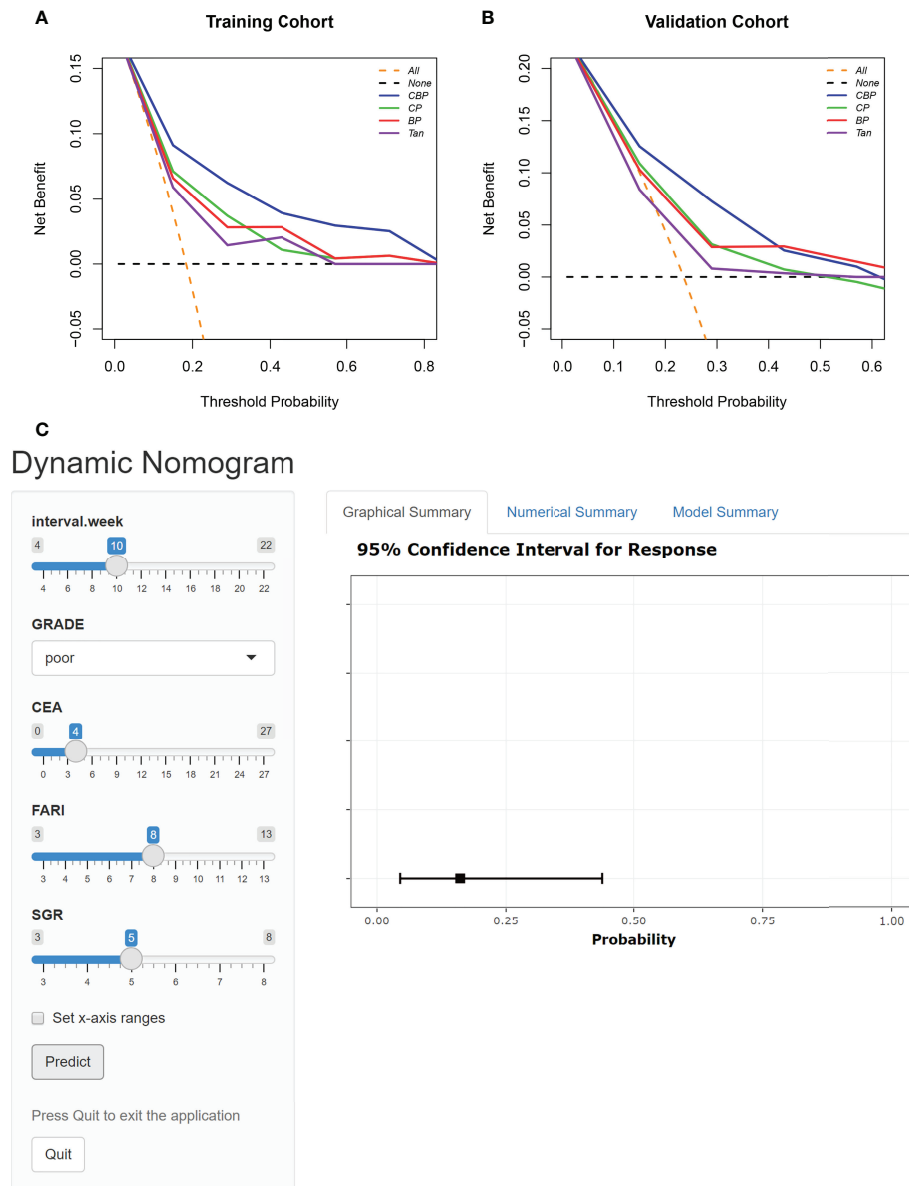 A
Training Cohort
Net Benefit
0.15
0.10
0.05
0.00
−0.05
All
None
CBP
CP
BP
Tan
0.0 0.2 0.4 0.6 0.8
Threshold Probability
B
Validation Cohort
Net Benefit
0.20
0.15
0.10
0.05
0.00
−0.05
All
None
CBP
CP
BP
Tan
0.0 0.1 0.2 0.3 0.4 0.5 0.6
Threshold Probability
C
Dynamic Nomogram
interval.week
4 10 22
4 6 8 10 12 14 16 18 20 22
GRADE
poor
CEA
0 4 27
0 3 6 9 12 15 18 21 24 27
FARI
3 8 13
3 4 5 6 7 8 9 10 11 12 13
SGR
3 5 8
3 4 5 6 7 8
Set x-axis ranges
Predict
Press Quit to exit the application
Quit
Graphical Summary Numerical Summary Model Summary
95% Confidence Interval for Response
0.00 0.25 0.50 0.75 1.00
Probability